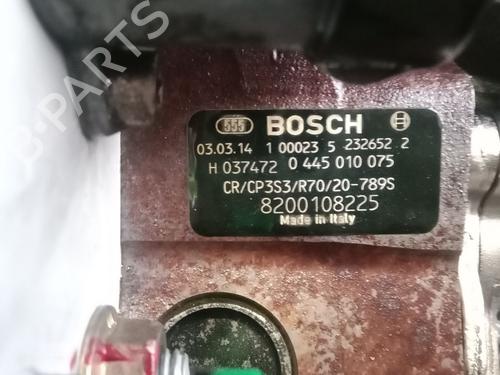 555 BOSCH
03.03.14 1 00023 5 232652 2
H 037472 0 445 010 075
CR/CP3S3/R70/20-789S
8200108225
Made in Italy
B-PARTS